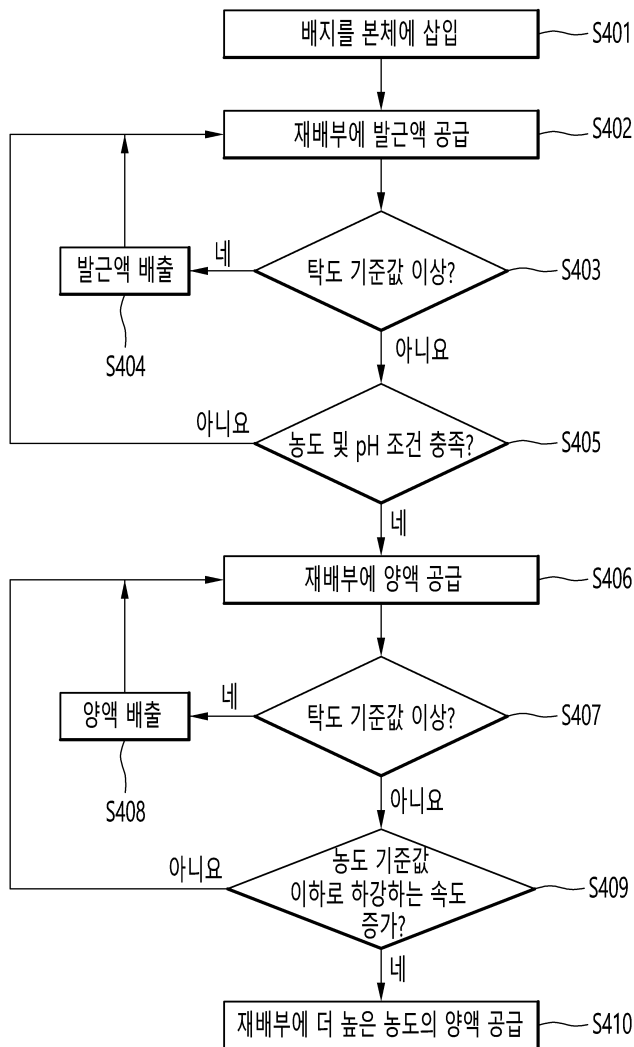 배지를 본체에 삽입
S401
재배부에 발근액 공급
S402
네
발근액 배출
탁도 기준값 이상?
S403
S404
아니요
아니요
농도 및 pH 조건 충족?
S405
네
재배부에 양액 공급
S406
네
양액 배출
탁도 기준값 이상?
S407
S408
아니요
아니요
농도 기준값
이하로 하강하는 속도
증가?
S409
네
재배부에 더 높은 농도의 양액 공급
S410